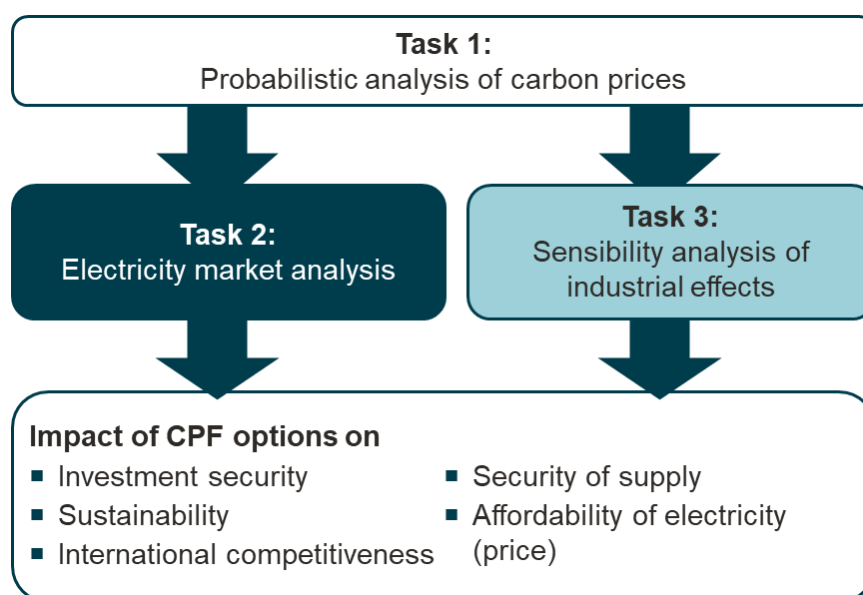 Task 1:
Probabilistic analysis of carbon prices
Task 2:
Electricity market analysis
Task 3:
Sensibility analysis of
industrial effects
Impact of CPF options on
▪ Investment security
▪ Sustainability
▪ International competitiveness
▪ Security of supply
▪ Affordability of electricity
(price)